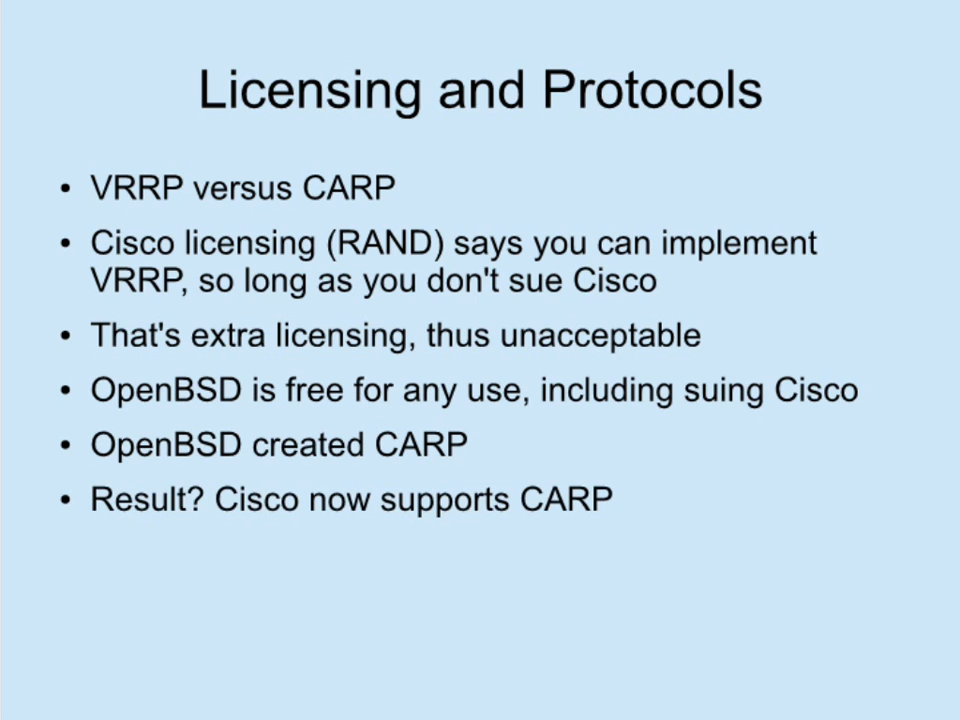 Licensing and Protocols
• VRRP versus CARP
• Cisco licensing (RAND) says you can implement
VRRP, so long as you don't sue Cisco
• That's extra licensing, thus unacceptable
• OpenBSD is free for any use, including suing Cisco
• OpenBSD created CARP
• Result? Cisco now supports CARP